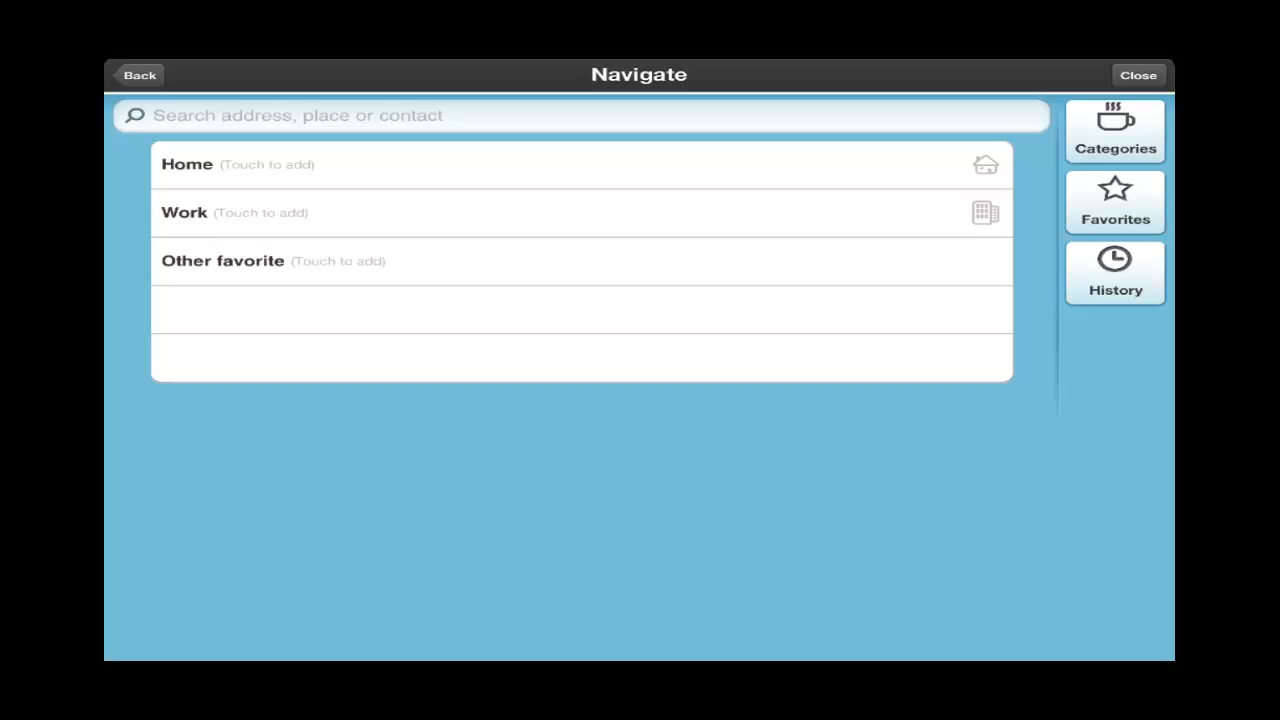 Back
Navigate
Close
Search address, place or contact
Home (Touch to add)
Work (Touch to add)
Other favorite (Touch to add)
Categories
Favorites
History